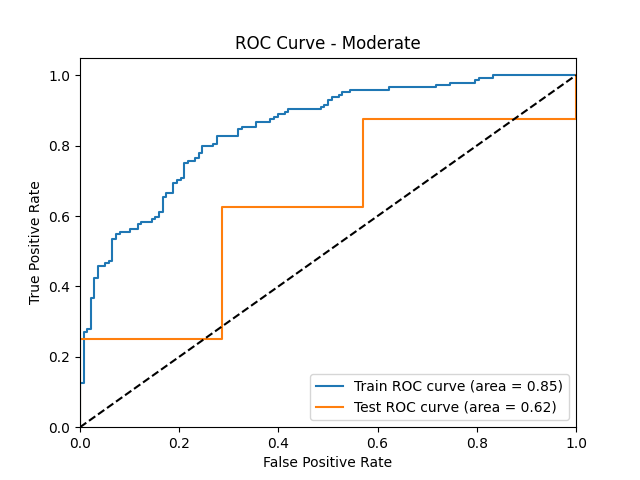 ROC Curve - Moderate
True Positive Rate
1.0
0.8
0.6
0.4
0.2
0.0
0.0 0.2 0.4 0.6 0.8 1.0
False Positive Rate
Train ROC curve (area = 0.85)
Test ROC curve (area = 0.62)